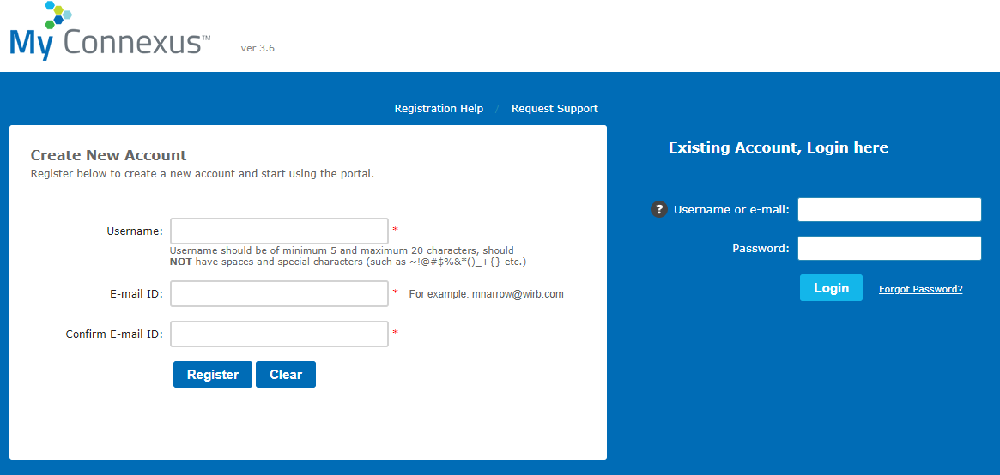 My Connexus™ ver 3.6
Registration Help / Request Support
Create New Account
Register below to create a new account and start using the portal.
Username: *
Username should be of minimum 5 and maximum 20 characters, should
NOT have spaces and special characters (such as ~!@#$%&*()_+{} etc.)
E-mail ID: * For example: mnarrow@wirb.com
Confirm E-mail ID: *
Register Clear
Existing Account, Login here
? Username or e-mail:
Password:
Login Forgot Password?